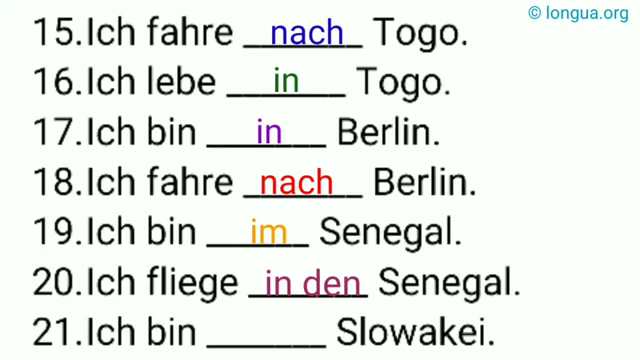 © longua.org
15.Ich fahre nach Togo.
16.Ich lebe in Togo.
17.Ich bin in Berlin.
18.Ich fahre nach Berlin.
19.Ich bin im Senegal.
20.Ich fliege in den Senegal.
21.Ich bin _______ Slowakei.